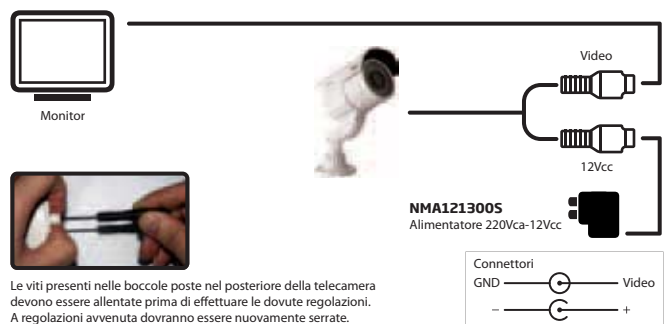 Video
Monitor
12Vcc
NMA121300S
Alimentatore 220Vca-12Vcc
Le viti presenti nelle boccole poste nel posteriore della telecamera
devono essere allentate prima di effettuare le dovute regolazioni.
A regolazioni avvenuta dovranno essere nuovamente serrate.
Connettori
GND Video
− +